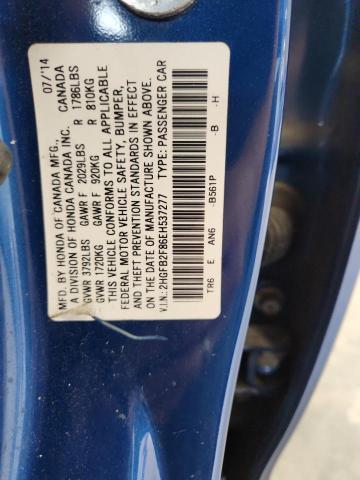 MFD. BY HONDA OF CANADA MFG., 07/'14
A DIVISION OF HONDA CANADA INC. CANADA
GVWR 3792LBS GAWR F 2029LBS R 1786LBS
GVWR 1720KG GAWR F 920KG R 810KG
THIS VEHICLE CONFORMS TO ALL APPLICABLE
FEDERAL MOTOR VEHICLE SAFETY, BUMPER,
AND THEFT PREVENTION STANDARDS IN EFFECT
ON THE DATE OF MANUFACTURE SHOWN ABOVE.
V.I.N.: 2HGFB2F86EH537277 TYPE: PASSENGER CAR
TR6 E AN6 -B561P -B -H